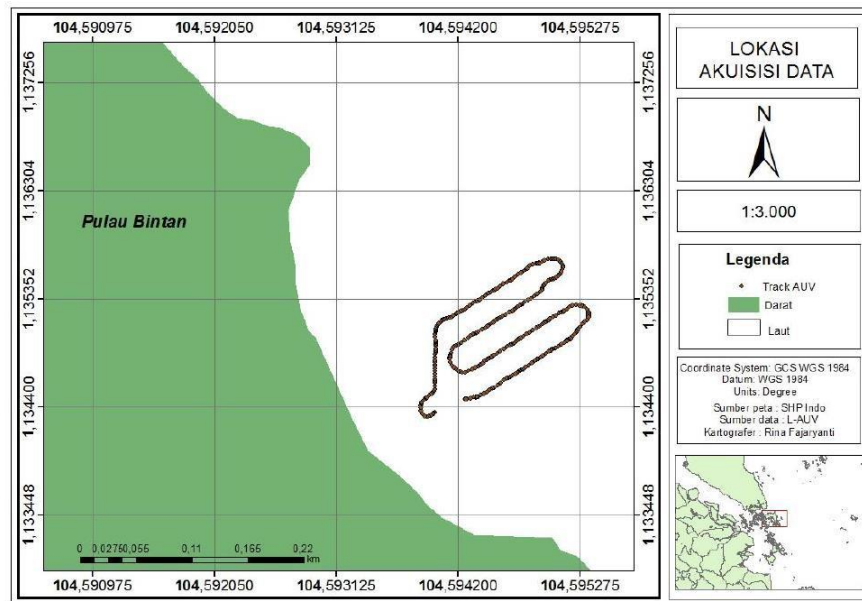 104,590975 104,592050 104,593125 104,594200 104,595275
1,137256
1,137256
1,136304
1,136304
1,135352
1,135352
1,134400
1,134400
1,133448
1,133448
Pulau Bintan
0 0,0275 0,055 0,11 0,165 0,22
km
104,590975 104,592050 104,593125 104,594200 104,595275
LOKASI
AKUISISI DATA
N
1:3.000
Legenda
Track AUV
Darat
Laut
Coordinate System: GCS WGS 1984
Datum: WGS 1984
Units: Degree
Sumber peta : SHP Indo
Sumber data : L-AUV
Kartografer : Rina Fajaryanti